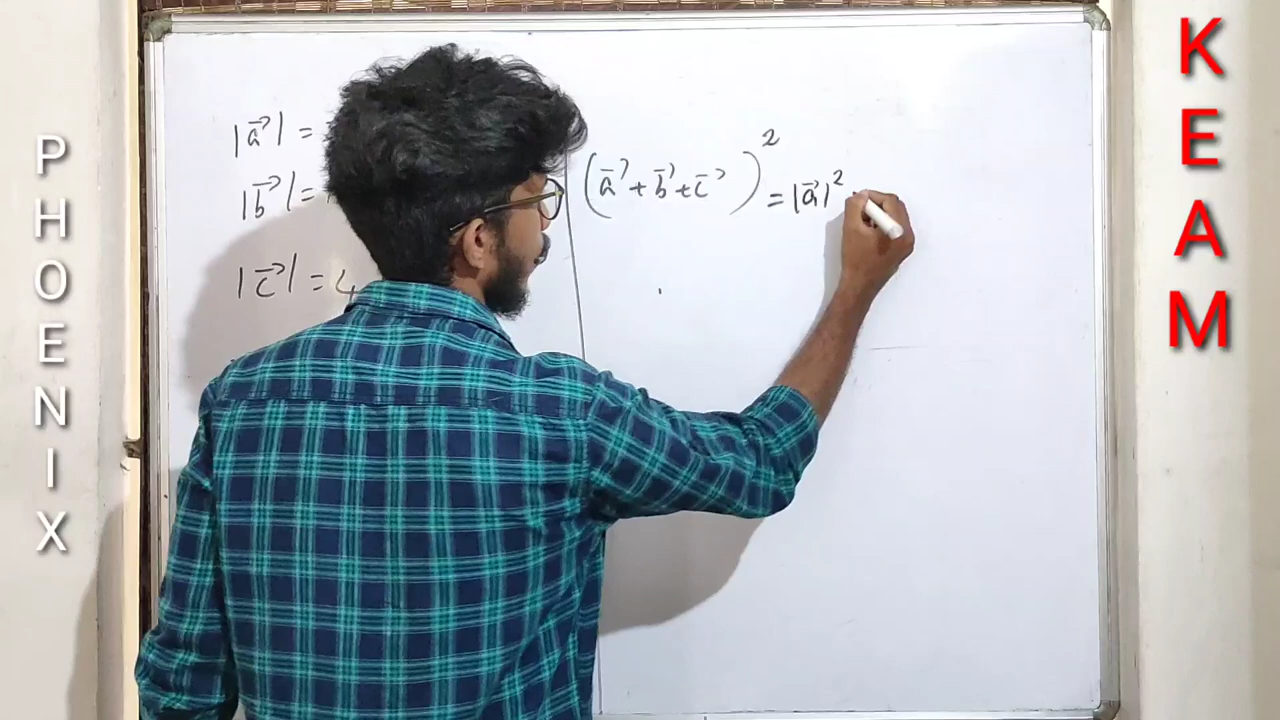 PHOENIX
|a⃗| =
|b⃗| =
|c⃗| = 4
(a⃗ + b⃗ + c⃗)² = |a⃗|²
KEAM